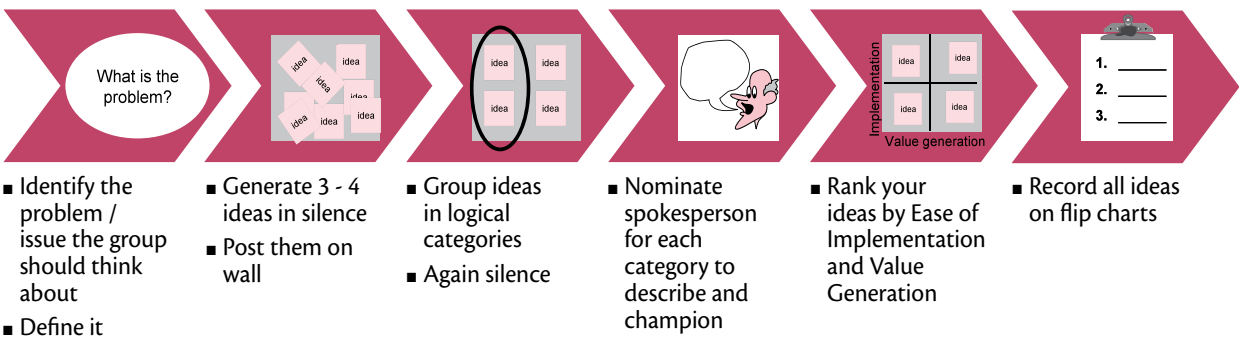 What is the
problem?
idea
idea
idea
idea
idea
idea
idea
idea
idea
idea
idea
Implementation
idea
idea
idea
idea
Value generation
1. ______
2. ______
3. ______
■ Identify the
problem /
issue the group
should think
about
■ Define it
■ Generate 3 - 4
ideas in silence
■ Post them on
wall
■ Group ideas
in logical
categories
■ Again silence
■ Nominate
spokesperson
for each
category to
describe and
champion
■ Rank your
ideas by Ease of
Implementation
and Value
Generation
■ Record all ideas
on flip charts